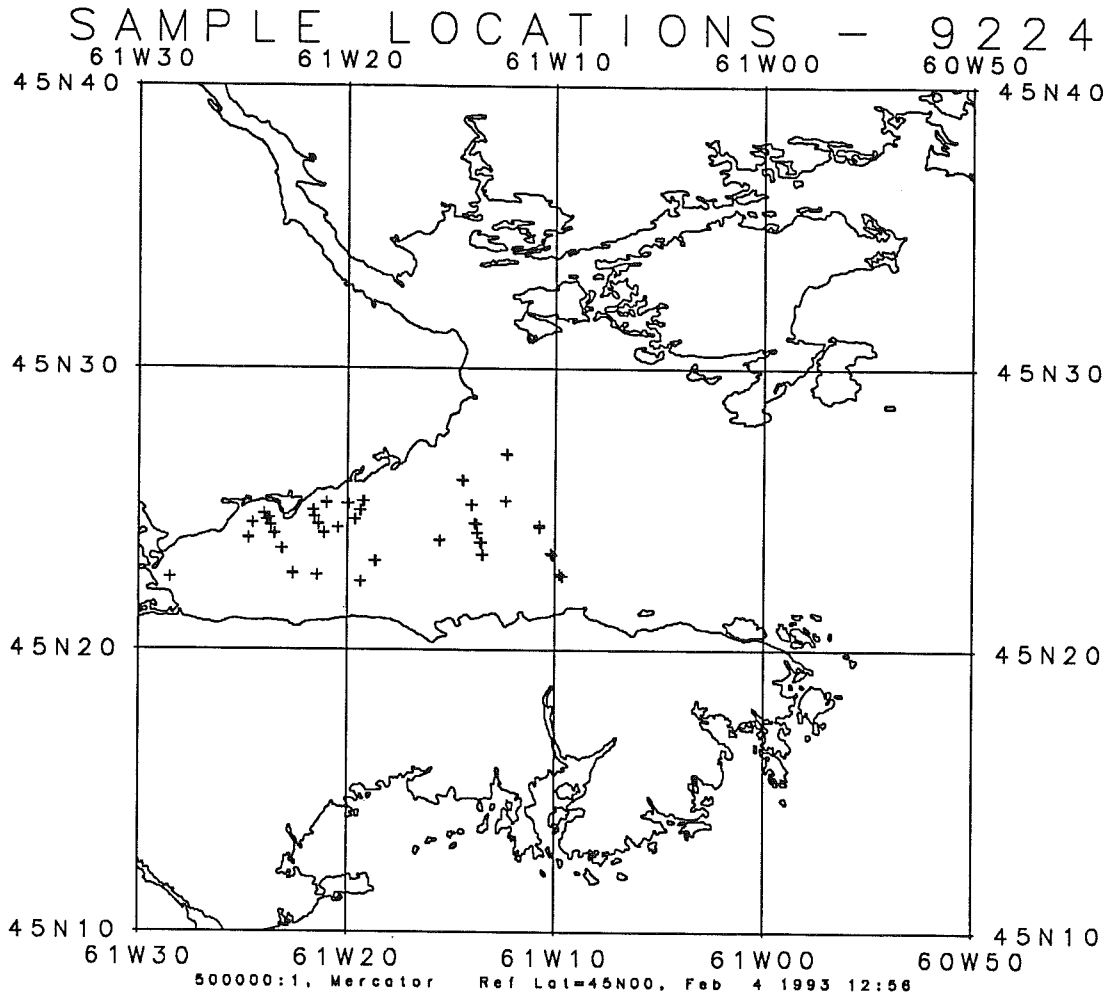 SAMPLE LOCATIONS - 9224
61W30 61W20 61W10 61W00 60W50
45N40 45N40
45N30 45N30
45N20 45N20
45N10 45N10
61W30 61W20 61W10 61W00 60W50
500000:1, Mercator Ref Lat=45N00, Feb 4 1993 12:56